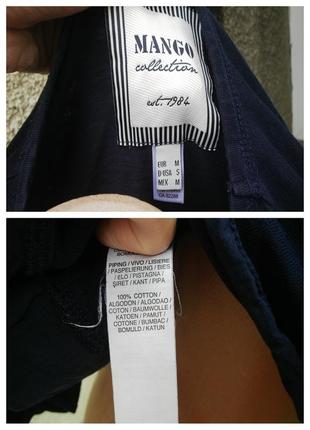 MANGO
collection
est. 1984
EUR M
D-USA S
MEX M
PIPING / VIVO / LISIERE
/ PASPELIERUNG / BIES
/ ELO / PISTAGNA /
ŞIRET / KANT / PIPA
100% COTTON /
ALGODON / ALGODAO /
COTON / BAUMWOLLE /
KATOEN / PAMUT /
COTONE / BUMBAC /
BOMULD / KATUN